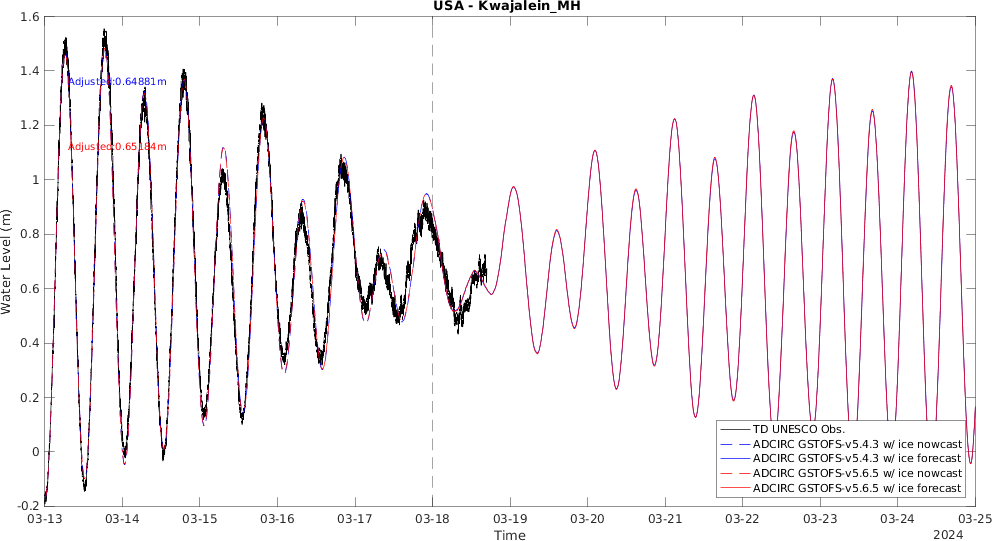 USA - Kwajalein_MH
1.6
1.4
1.2
1
0.8
0.6
0.4
0.2
0
-0.2
Water Level (m)
Adjusted:0.64881m
Adjusted:0.65184m
TD UNESCO Obs.
ADCIRC GSTOFS-v5.4.3 w/ ice nowcast
ADCIRC GSTOFS-v5.4.3 w/ ice forecast
ADCIRC GSTOFS-v5.6.5 w/ ice nowcast
ADCIRC GSTOFS-v5.6.5 w/ ice forecast
03-13 03-14 03-15 03-16 03-17 03-18 03-19 03-20 03-21 03-22 03-23 03-24 03-25
Time
2024